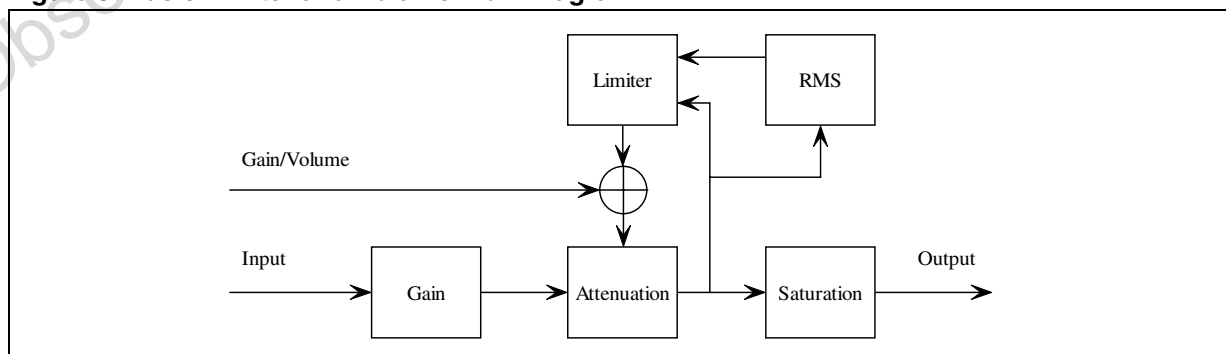 Limiter
RMS
Gain/Volume
Input
Output
Gain
Attenuation
Saturation